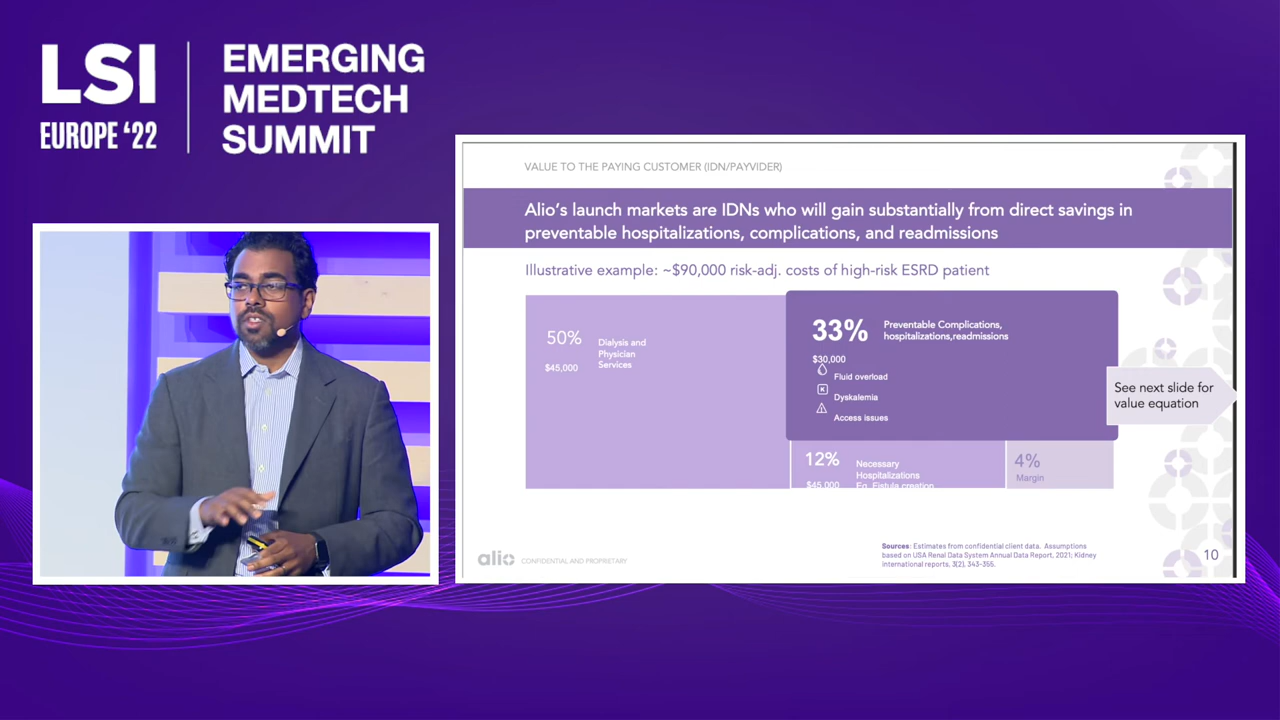 LSI
EUROPE ‘22
EMERGING
MEDTECH
SUMMIT
VALUE TO THE PAYING CUSTOMER (IDN/PAYVIDER)
Alio’s launch markets are IDNs who will gain substantially from direct savings in
preventable hospitalizations, complications, and readmissions
Illustrative example: ~$90,000 risk-adj. costs of high-risk ESRD patient
50%
Dialysis and
Physician
Services
$45,000
33%
Preventable Complications,
hospitalizations,readmissions
$30,000
Fluid overload
K
Dyskalemia
Access issues
See next slide for
value equation
12%
Necessary
Hospitalizations
Eg. Fistula creation
$45,000
4%
Margin
alio
CONFIDENTIAL AND PROPRIETARY
Sources: Estimates from confidential client data. Assumptions
based on USA Renal Data System Annual Data Report, 2021; Kidney
international reports, 3(2), 343-355.
10